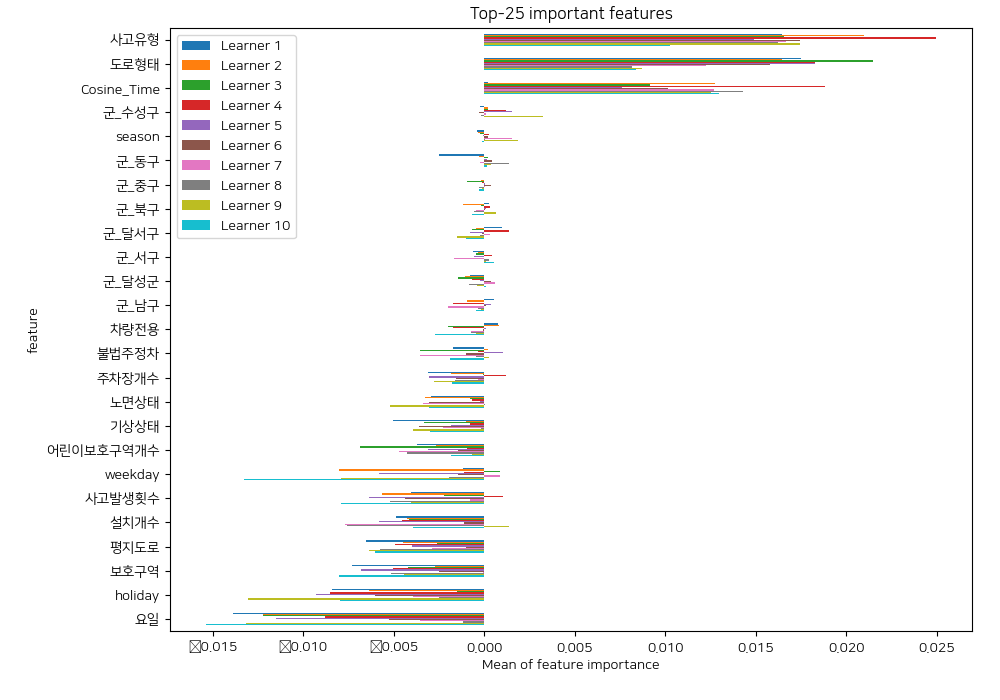 Top-25 important features
사고유형
도로형태
Cosine_Time
군_수성구
season
군_동구
군_중구
군_북구
군_달서구
군_서구
군_달성군
군_남구
차량전용
불법주정차
주차장개수
노면상태
기상상태
어린이보호구역개수
weekday
사고발생횟수
설치개수
평지도로
보호구역
holiday
요일
feature
Learner 1
Learner 2
Learner 3
Learner 4
Learner 5
Learner 6
Learner 7
Learner 8
Learner 9
Learner 10
0.015 0.010 0.005 0.000 0.005 0.010 0.015 0.020 0.025
Mean of feature importance